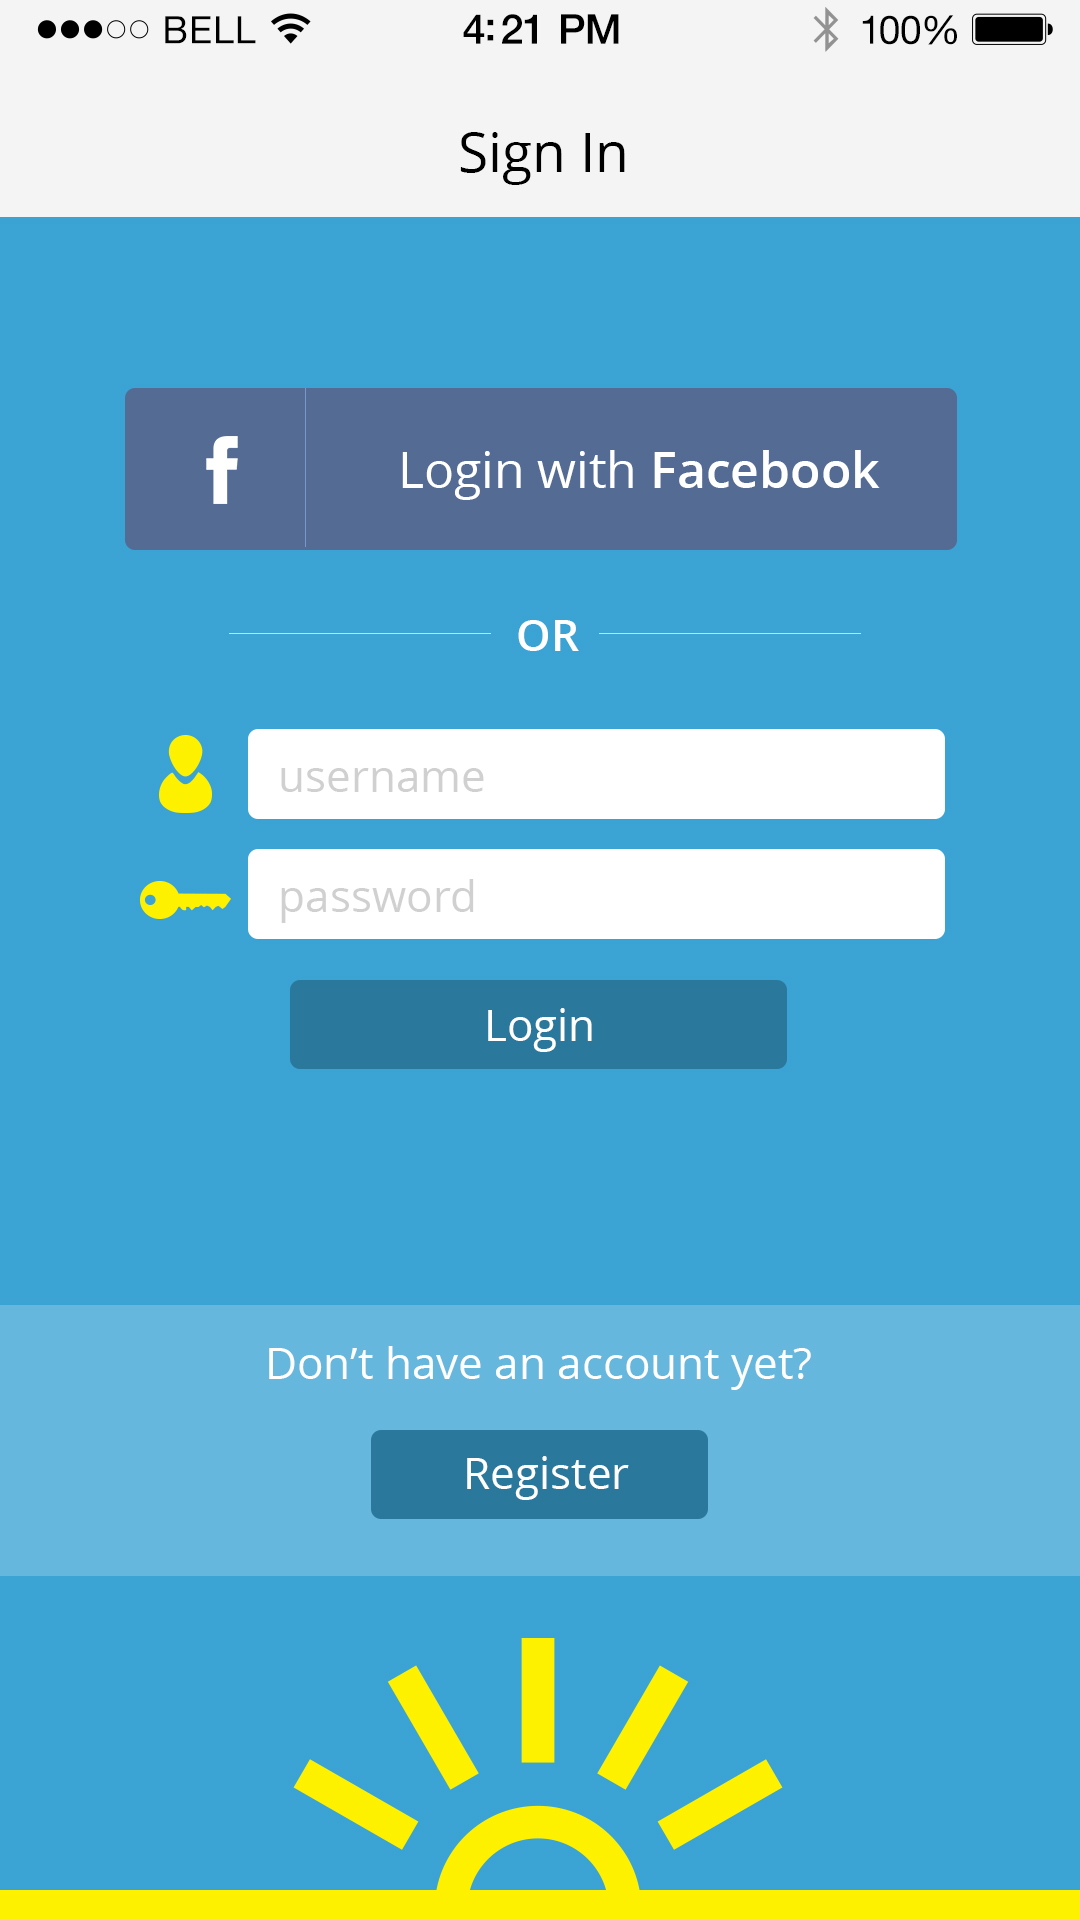 BELL 4:21 PM 100%
Sign In
f Login with Facebook
OR
username
password
Login
Don’t have an account yet?
Register